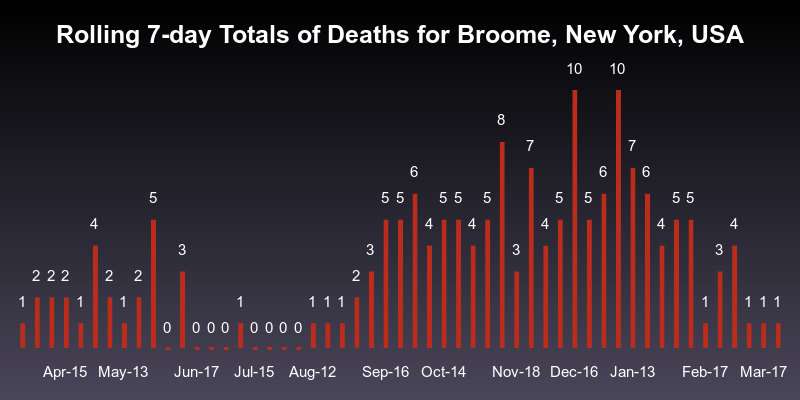 Rolling 7-day Totals of Deaths for Broome, New York, USA
10 10
8
7 7
6 6 6
5 5 5 5 5 5 5 5 5 5
4 4 4 4 4 4
3 3 3 3
2 2 2 2 2 2
1 1 1 1 1 1 1 1 1 1 1
0 0 0 0 0 0 0 0
Apr-15 May-13 Jun-17 Jul-15 Aug-12 Sep-16 Oct-14 Nov-18 Dec-16 Jan-13 Feb-17 Mar-17